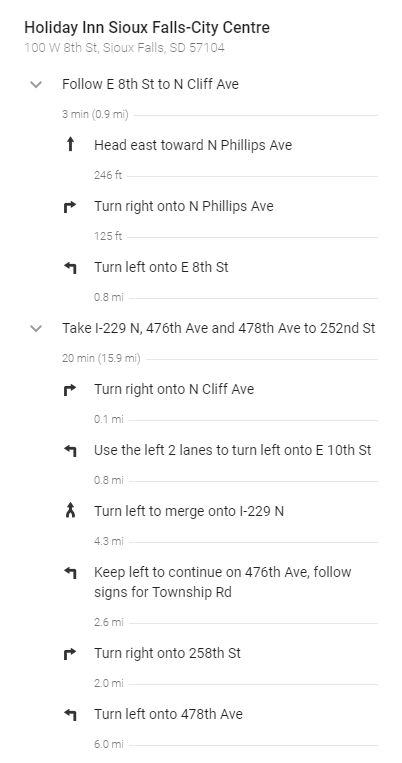 Holiday Inn Sioux Falls-City Centre
100 W 8th St, Sioux Falls, SD 57104
Follow E 8th St to N Cliff Ave
3 min (0.9 mi)
Head east toward N Phillips Ave
246 ft
Turn right onto N Phillips Ave
125 ft
Turn left onto E 8th St
0.8 mi
Take I-229 N, 476th Ave and 478th Ave to 252nd St
20 min (15.9 mi)
Turn right onto N Cliff Ave
0.1 mi
Use the left 2 lanes to turn left onto E 10th St
0.8 mi
Turn left to merge onto I-229 N
4.3 mi
Keep left to continue on 476th Ave, follow
signs for Township Rd
2.6 mi
Turn right onto 258th St
2.0 mi
Turn left onto 478th Ave
6.0 mi